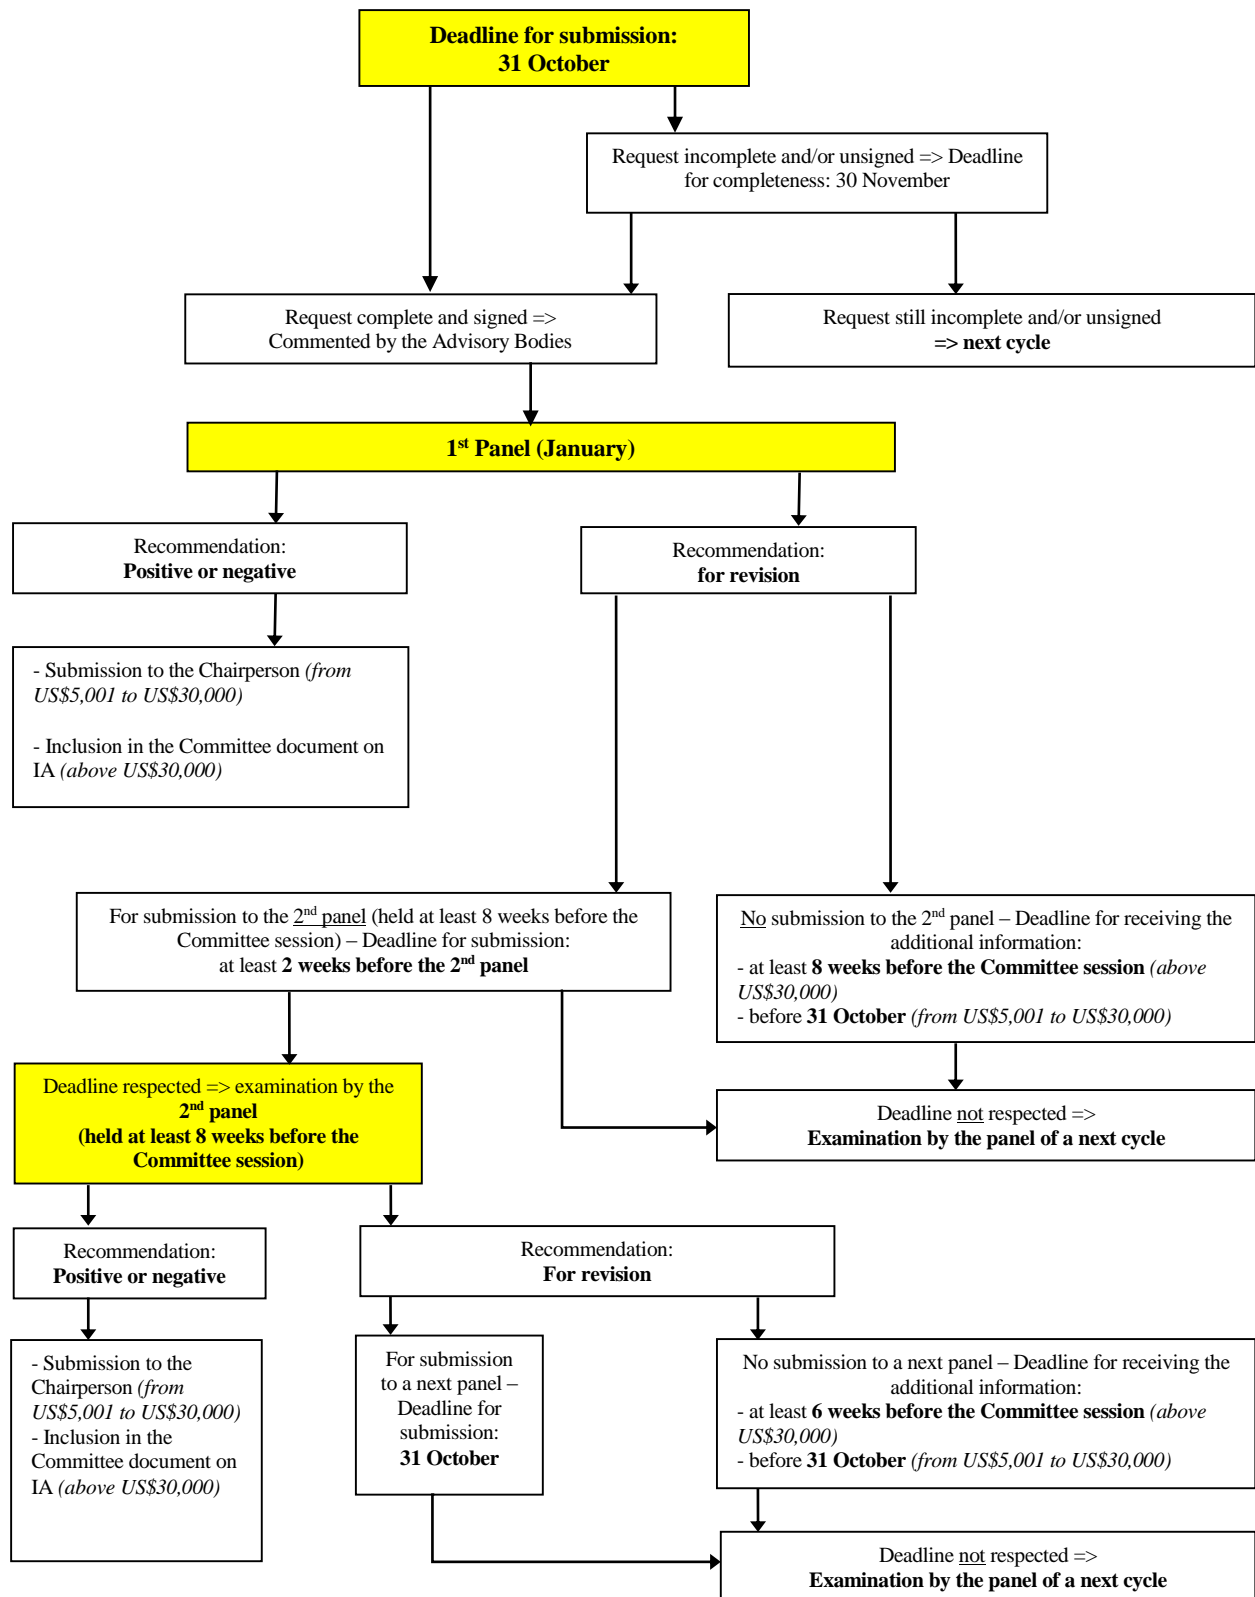 Deadline for submission:
31 October
Request incomplete and/or unsigned => Deadline
for completeness: 30 November
Request complete and signed =>
Commented by the Advisory Bodies
Request still incomplete and/or unsigned
=> next cycle
1st Panel (January)
Recommendation:
Positive or negative
Recommendation:
for revision
- Submission to the Chairperson (from
US$5,001 to US$30,000)
- Inclusion in the Committee document on
IA (above US$30,000)
For submission to the 2nd panel (held at least 8 weeks before the
Committee session) – Deadline for submission:
at least 2 weeks before the 2nd panel
No submission to the 2nd panel – Deadline for receiving the
additional information:
- at least 8 weeks before the Committee session (above
US$30,000)
- before 31 October (from US$5,001 to US$30,000)
Deadline respected => examination by the
2nd panel
(held at least 8 weeks before the
Committee session)
Deadline not respected =>
Examination by the panel of a next cycle
Recommendation:
Positive or negative
Recommendation:
For revision
- Submission to the
Chairperson (from
US$5,001 to US$30,000)
- Inclusion in the
Committee document on
IA (above US$30,000)
For submission
to a next panel –
Deadline for
submission:
31 October
No submission to a next panel – Deadline for receiving the
additional information:
- at least 6 weeks before the Committee session (above
US$30,000)
- before 31 October (from US$5,001 to US$30,000)
Deadline not respected =>
Examination by the panel of a next cycle